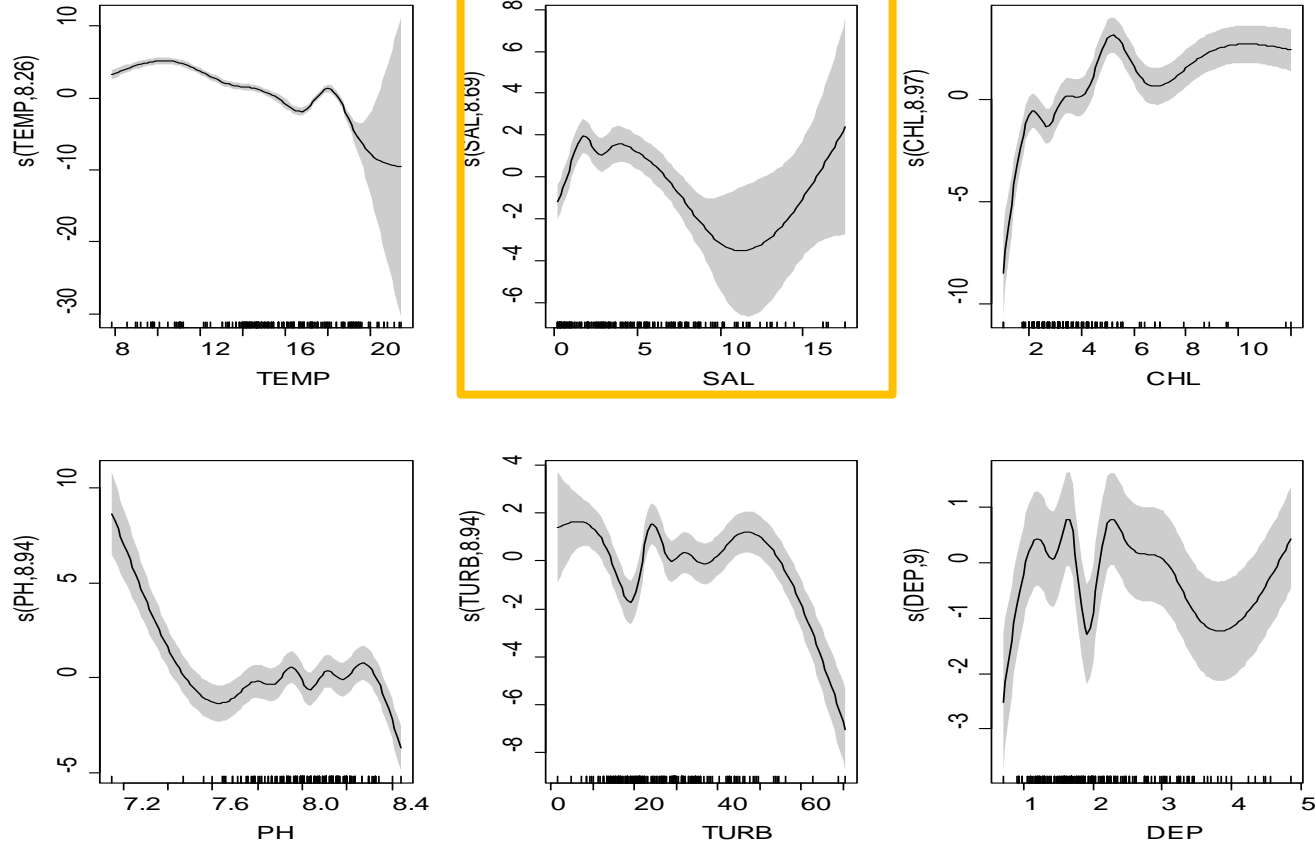 s(TEMP,8.26)
10
0
-10
-20
-30
8 12 16 20
TEMP
s(SAL,8.69)
8
6
4
2
0
-2
-4
-6
0 5 10 15
SAL
s(CHL,8.97)
0
-5
-10
2 4 6 8 10
CHL
s(PH,8.94)
10
5
0
-5
7.2 7.6 8.0 8.4
PH
s(TURB,8.94)
4
2
0
-2
-4
-6
-8
0 20 40 60
TURB
s(DEP,9)
1
0
-1
-2
-3
1 2 3 4 5
DEP